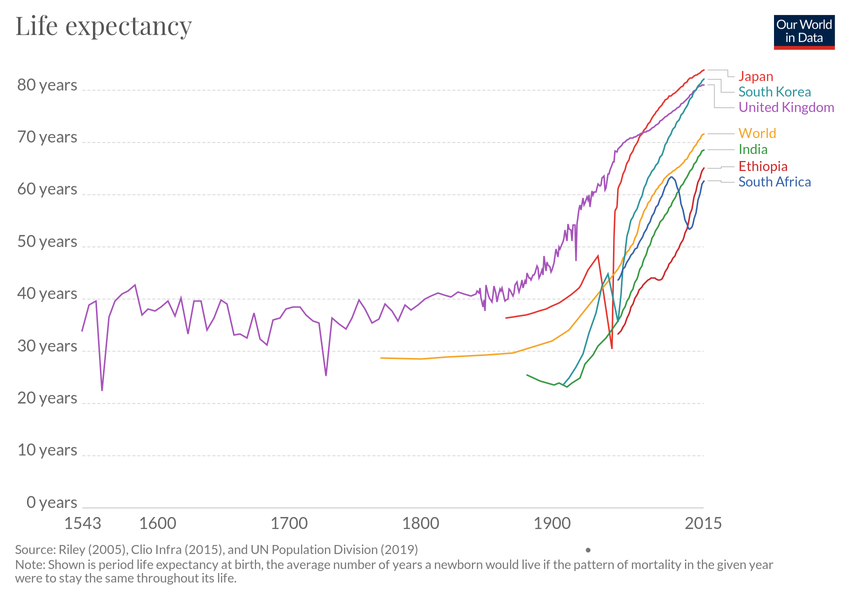 Life expectancy
Our World
in Data
80 years
70 years
60 years
50 years
40 years
30 years
20 years
10 years
0 years
Japan
South Korea
United Kingdom
World
India
Ethiopia
South Africa
1543
1600
1700
1800
1900
2015
Source: Riley (2005), Clio Infra (2015), and UN Population Division (2019)
Note: Shown is period life expectancy at birth, the average number of years a newborn would live if the pattern of mortality in the given year
were to stay the same throughout its life.